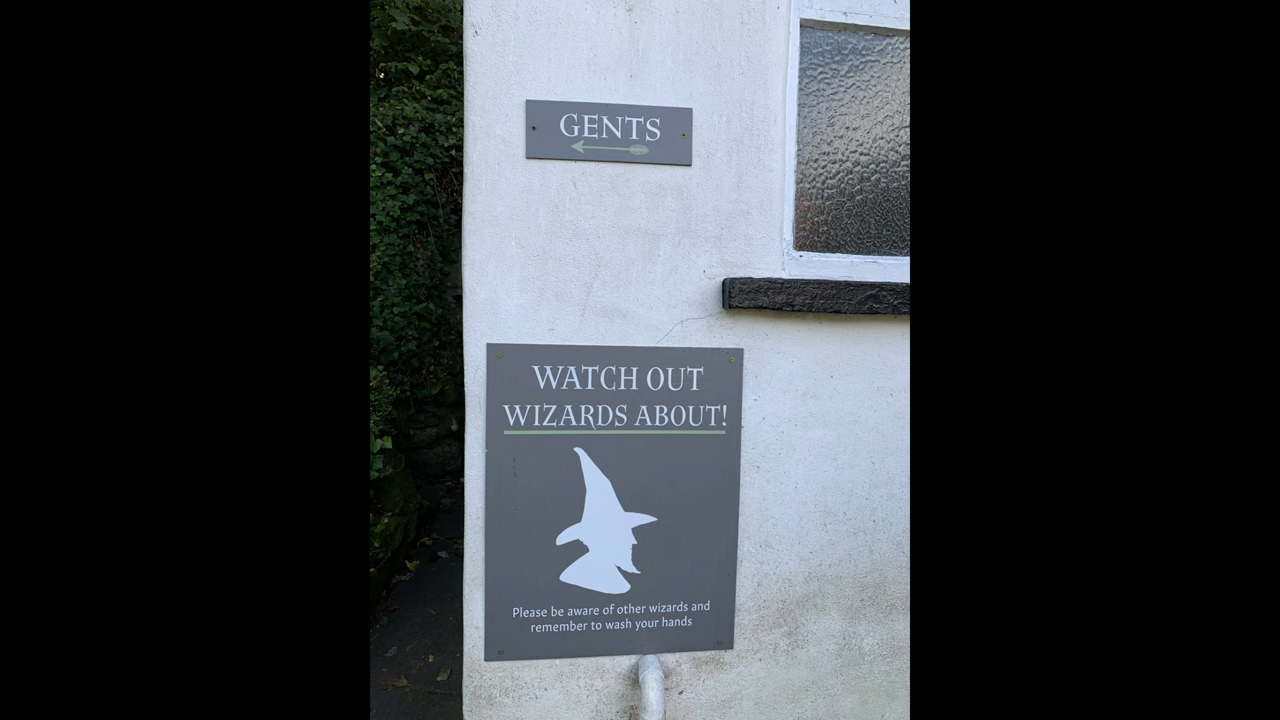 GENTS
WATCH OUT
WIZARDS ABOUT!
Please be aware of other wizards and
remember to wash your hands